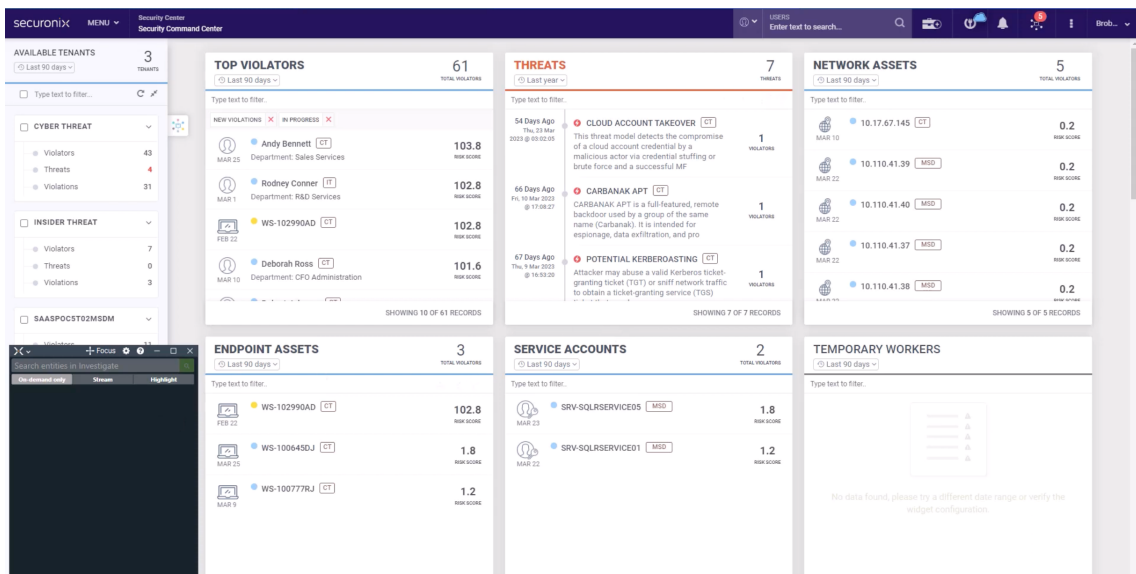 securonix
MENU
Security Center
Security Command Center
USERS
Enter text to search...
5
Brob...
AVAILABLE TENANTS
3
Last 90 days
TENANTS
Type text to filter...
CYBER THREAT
Violators 43
Threats 4
Violations 31
INSIDER THREAT
Violators 7
Threats 0
Violations 3
SAASPOC5T02MSDM
Violators 11
Focus
Search entities in Investigate
On-demand only Stream Highlight
TOP VIOLATORS
61
Last 90 days
TOTAL VIOLATORS
Type text to filter..
NEW VIOLATIONS X IN PROGRESS X
Andy Bennett CT
103.8
MAR 25
Department: Sales Services
RISK SCORE
Rodney Conner IT
102.8
MAR 1
Department: R&D Services
RISK SCORE
WS-102990AD CT
102.8
FEB 22
RISK SCORE
Deborah Ross CT
101.6
MAR 10
Department: CFO Administration
RISK SCORE
SHOWING 10 OF 61 RECORDS
THREATS
7
Last year
THREATS
Type text to filter..
54 Days Ago
Thu, 23 Mar
2023 @ 03:02:05
CLOUD ACCOUNT TAKEOVER CT
This threat model detects the compromise
of a cloud account credential by a
malicious actor via credential stuffing or
brute force and a successful MF
1
VIOLATORS
66 Days Ago
Fri, 10 Mar 2023
@ 17:08:27
CARBANAK APT CT
CARBANAK APT is a full-featured, remote
backdoor used by a group of the same
name (Carbanak). It is intended for
espionage, data exfiltration, and pro
1
VIOLATORS
67 Days Ago
Thu, 9 Mar 2023
@ 16:53:20
POTENTIAL KERBEROASTING CT
Attacker may abuse a valid Kerberos ticket-
granting ticket (TGT) or sniff network traffic
to obtain a ticket-granting service (TGS)
1
VIOLATORS
SHOWING 7 OF 7 RECORDS
NETWORK ASSETS
5
Last 90 days
TOTAL VIOLATORS
Type text to filter..
10.17.67.145 CT
0.2
MAR 10
RISK SCORE
10.110.41.39 MSD
0.2
MAR 22
RISK SCORE
10.110.41.40 MSD
0.2
MAR 22
RISK SCORE
10.110.41.37 MSD
0.2
MAR 22
RISK SCORE
10.110.41.38 MSD
0.2
SHOWING 5 OF 5 RECORDS
ENDPOINT ASSETS
3
Last 90 days
TOTAL VIOLATORS
Type text to filter..
WS-102990AD CT
102.8
FEB 22
RISK SCORE
WS-100645DJ CT
1.8
MAR 25
RISK SCORE
WS-100777RJ CT
1.2
MAR 9
RISK SCORE
SERVICE ACCOUNTS
2
Last 90 days
TOTAL VIOLATORS
Type text to filter..
SRV-SQLRSERVICE05 MSD
1.8
MAR 23
RISK SCORE
SRV-SQLRSERVICE01 MSD
1.2
MAR 22
RISK SCORE
TEMPORARY WORKERS
Last 90 days
Type text to filter..
No data found, please try a different date range or verify the
widget configuration.